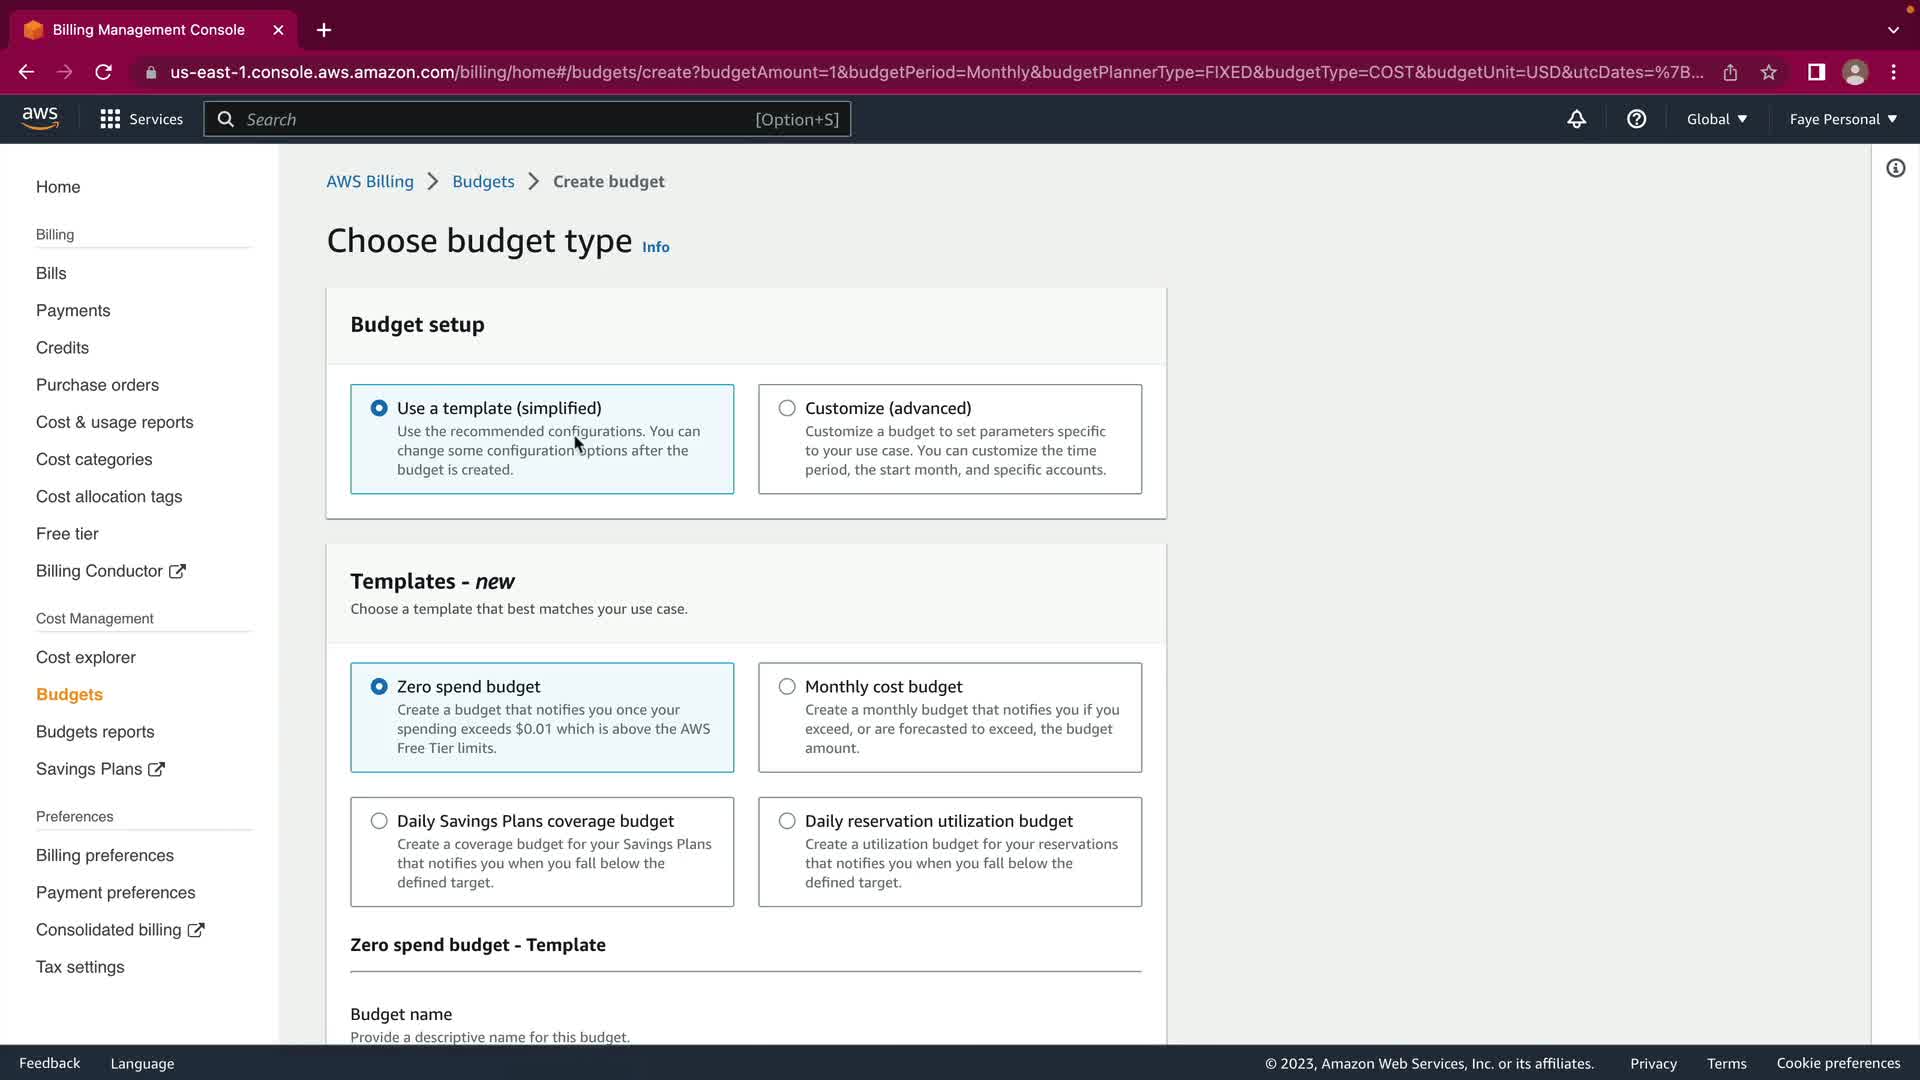 Billing Management Console
us-east-1.console.aws.amazon.com/billing/home#/budgets/create?budgetAmount=1&budgetPeriod=Monthly&budgetPlannerType=FIXED&budgetType=COST&budgetUnit=USD&utcDates=%7B...
aws Services Search [Option+S] Global Faye Personal
Home
Billing
Bills
Payments
Credits
Purchase orders
Cost & usage reports
Cost categories
Cost allocation tags
Free tier
Billing Conductor
Cost Management
Cost explorer
Budgets
Budgets reports
Savings Plans
Preferences
Billing preferences
Payment preferences
Consolidated billing
Tax settings
AWS Billing > Budgets > Create budget
Choose budget type Info
Budget setup
Use a template (simplified)
Use the recommended configurations. You can
change some configuration options after the
budget is created.
Customize (advanced)
Customize a budget to set parameters specific
to your use case. You can customize the time
period, the start month, and specific accounts.
Templates - new
Choose a template that best matches your use case.
Zero spend budget
Create a budget that notifies you once your
spending exceeds $0.01 which is above the AWS
Free Tier limits.
Monthly cost budget
Create a monthly budget that notifies you if you
exceed, or are forecasted to exceed, the budget
amount.
Daily Savings Plans coverage budget
Create a coverage budget for your Savings Plans
that notifies you when you fall below the
defined target.
Daily reservation utilization budget
Create a utilization budget for your reservations
that notifies you when you fall below the
defined target.
Zero spend budget - Template
Budget name
Provide a descriptive name for this budget.
Feedback Language © 2023, Amazon Web Services, Inc. or its affiliates. Privacy Terms Cookie preferences